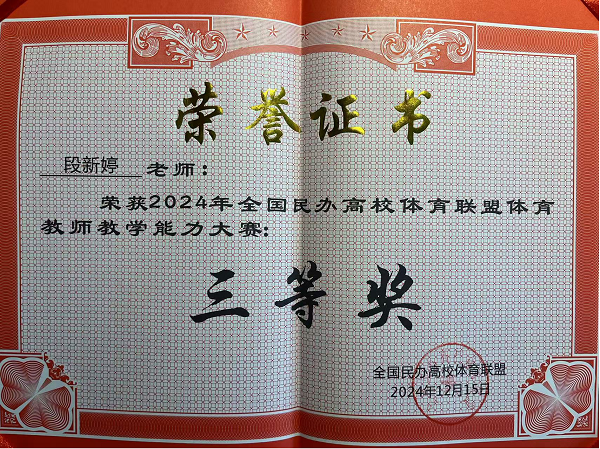 荣誉证书
段新婷 老师：
荣获2024年全国民办高校体育联盟体育
教师教学能力大赛：
三等奖
全国民办高校体育联盟
2024年12月15日